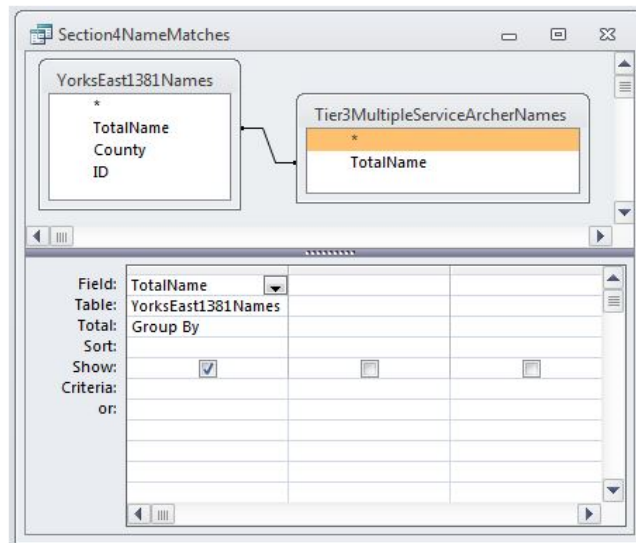 Section4NameMatches
YorksEast1381Names
*
TotalName
County
ID
Tier3MultipleServiceArcherNames
*
TotalName
Field: TotalName
Table: YorksEast1381Names
Total: Group By
Sort:
Show:
Criteria:
or: